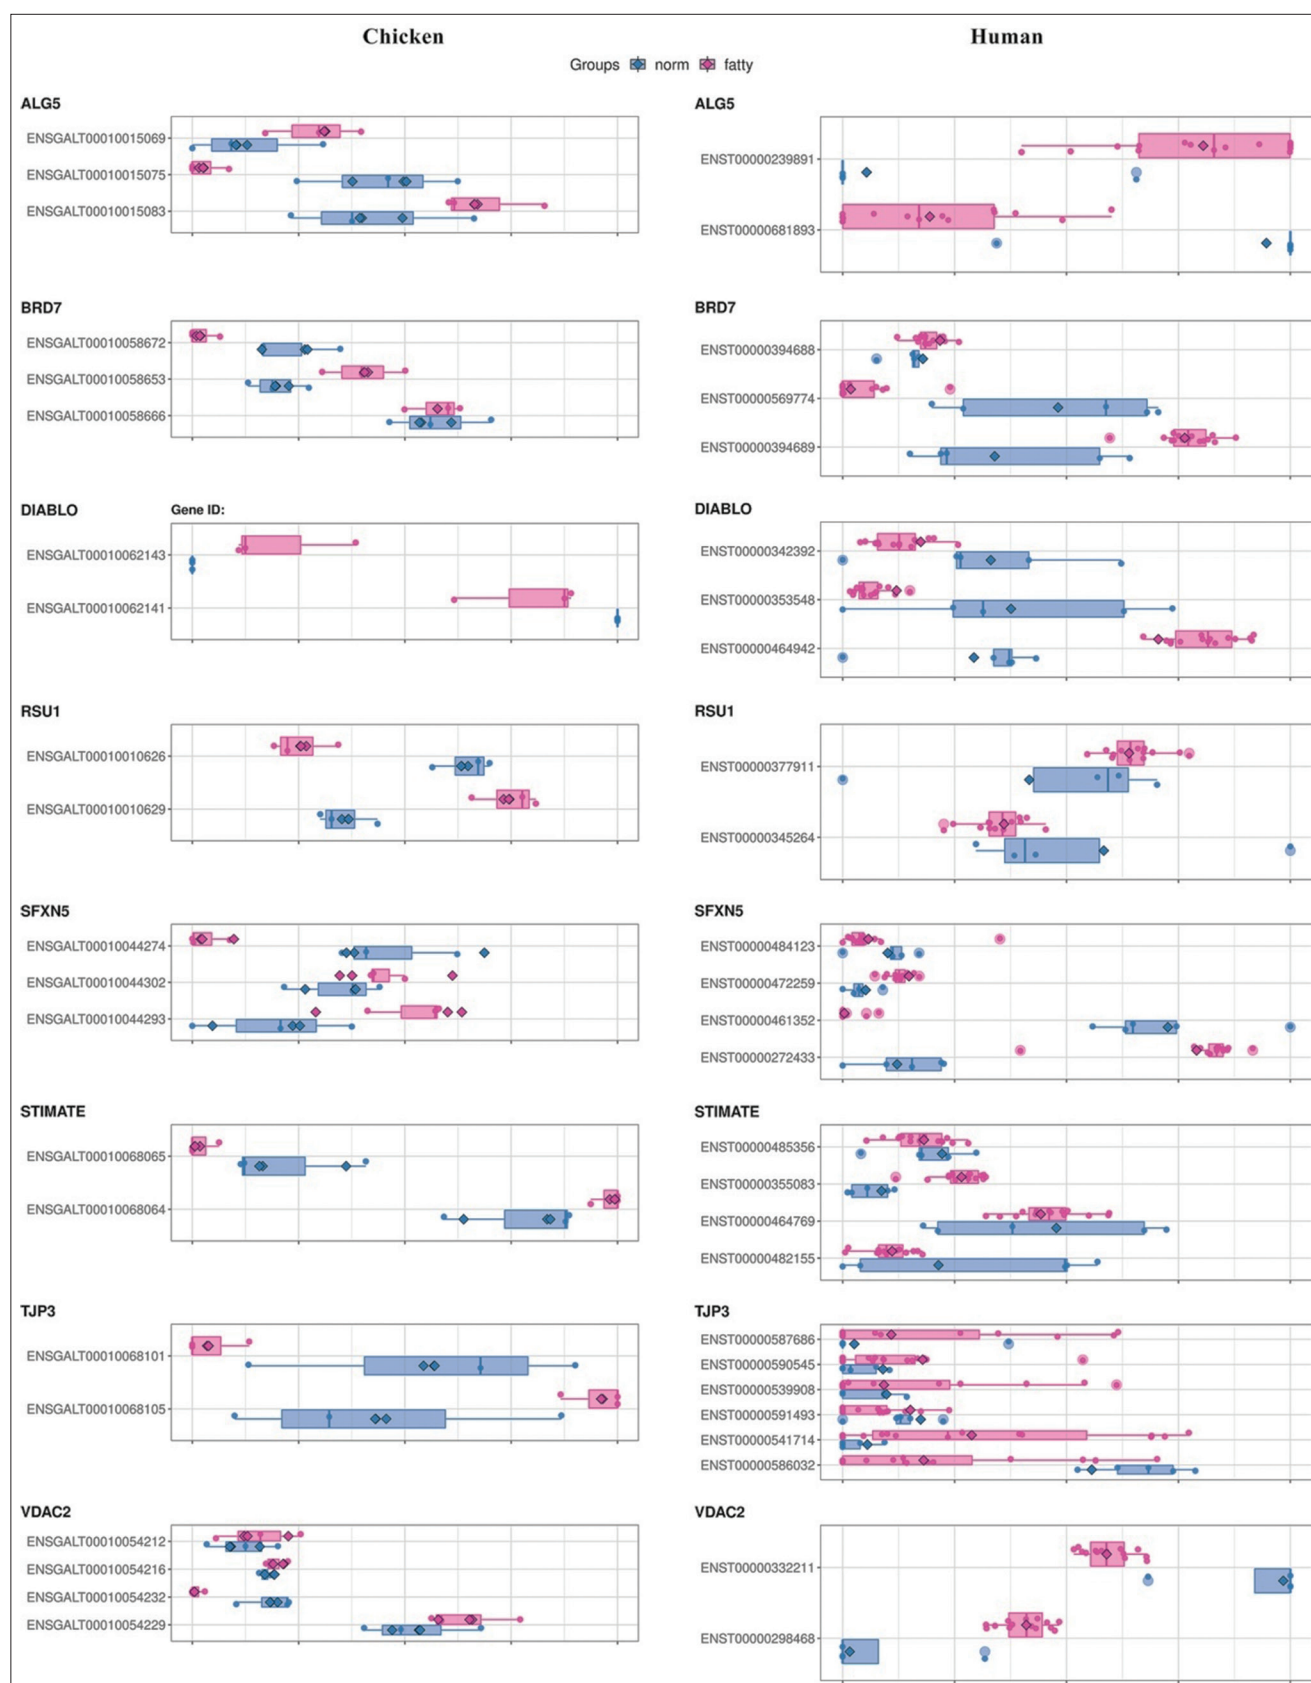 Chicken
Human
Groups norm fatty
ALG5
ENSGALT00010015069
ENSGALT00010015075
ENSGALT00010015083
BRD7
ENSGALT00010058672
ENSGALT00010058653
ENSGALT00010058666
DIABLO Gene ID:
ENSGALT00010062143
ENSGALT00010062141
RSU1
ENSGALT00010010626
ENSGALT00010010629
SFXN5
ENSGALT00010044274
ENSGALT00010044302
ENSGALT00010044293
STIMATE
ENSGALT00010068065
ENSGALT00010068064
TJP3
ENSGALT00010068101
ENSGALT00010068105
VDAC2
ENSGALT00010054212
ENSGALT00010054216
ENSGALT00010054232
ENSGALT00010054229
ALG5
ENST00000239891
ENST00000681893
BRD7
ENST00000394688
ENST00000569774
ENST00000394689
DIABLO
ENST00000342392
ENST00000353548
ENST00000464942
RSU1
ENST00000377911
ENST00000345264
SFXN5
ENST00000484123
ENST00000472259
ENST00000461352
ENST00000272433
STIMATE
ENST00000485356
ENST00000355083
ENST00000464769
ENST00000482155
TJP3
ENST00000587686
ENST00000590545
ENST00000539908
ENST00000591493
ENST00000541714
ENST00000586032
VDAC2
ENST00000332211
ENST00000298468